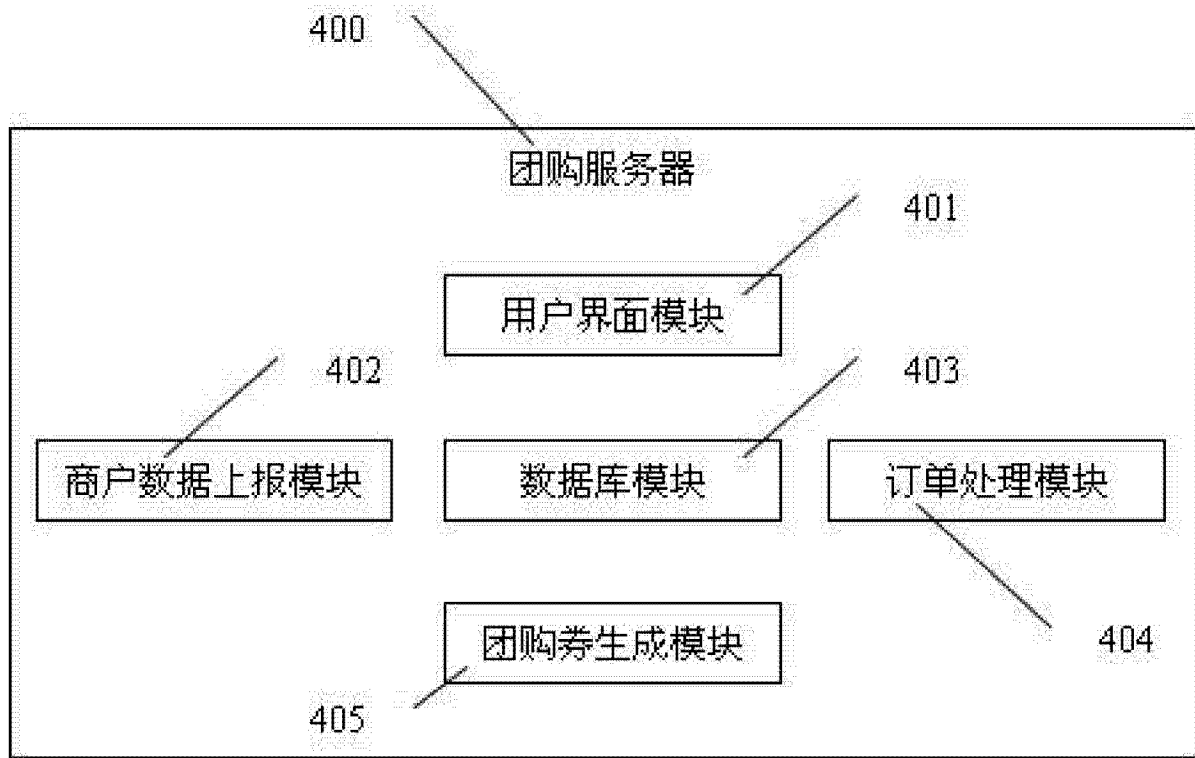 400
团购服务器
401
用户界面模块
402
403
商户数据上报模块
数据库模块
订单处理模块
团购券生成模块
404
405